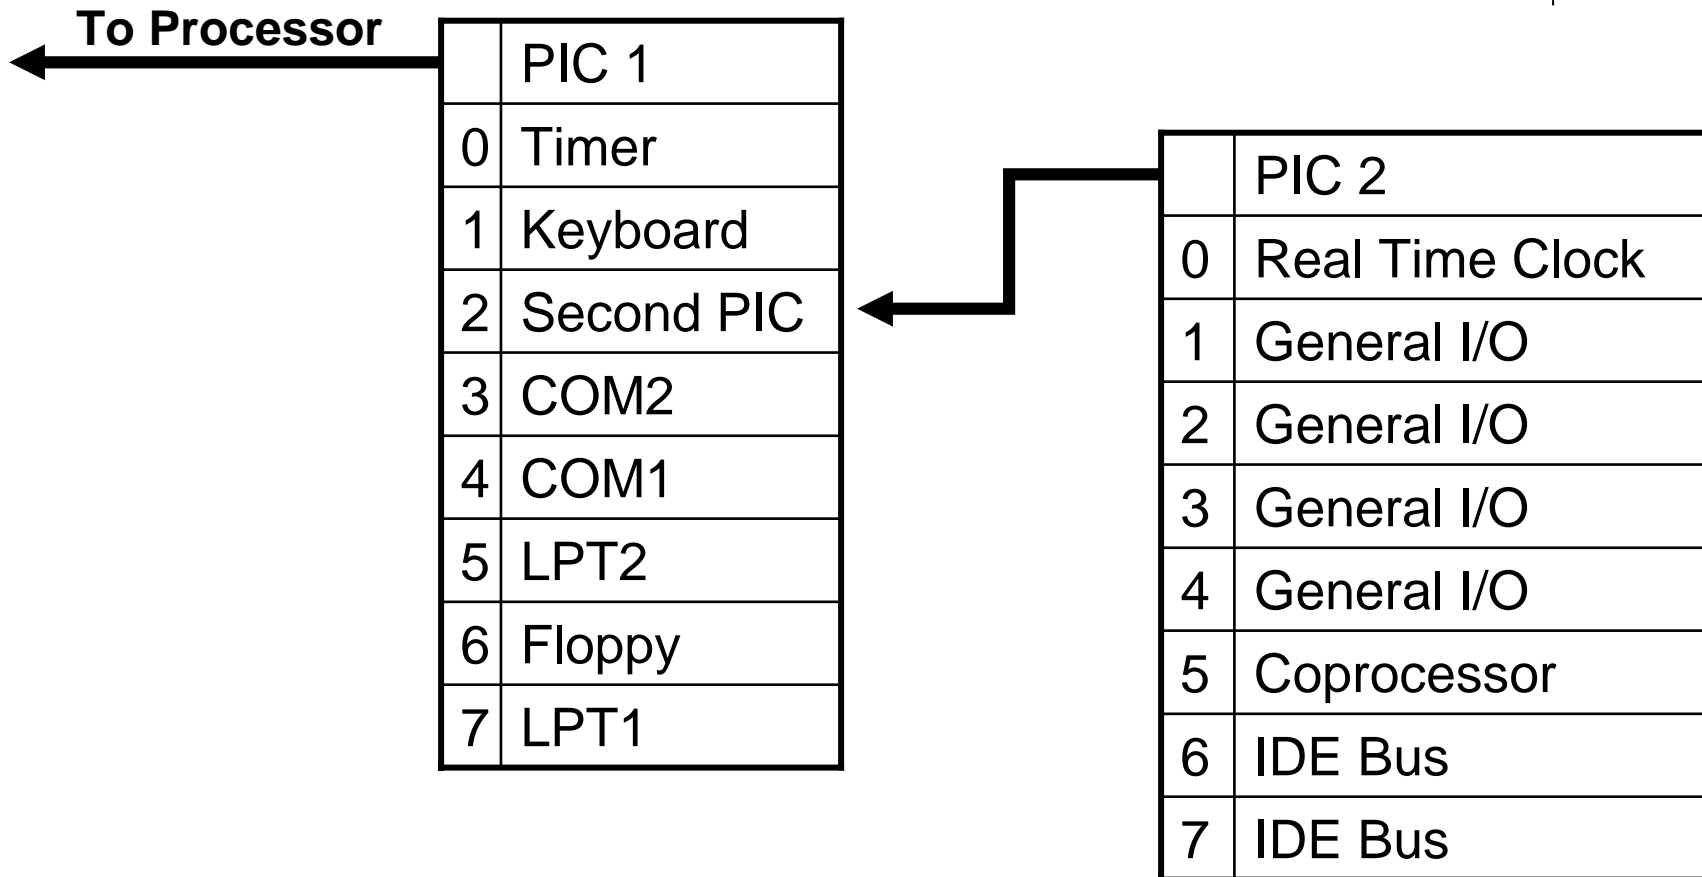 To Processor
PIC 1
0 Timer
1 Keyboard
2 Second PIC
3 COM2
4 COM1
5 LPT2
6 Floppy
7 LPT1
PIC 2
0 Real Time Clock
1 General I/O
2 General I/O
3 General I/O
4 General I/O
5 Coprocessor
6 IDE Bus
7 IDE Bus